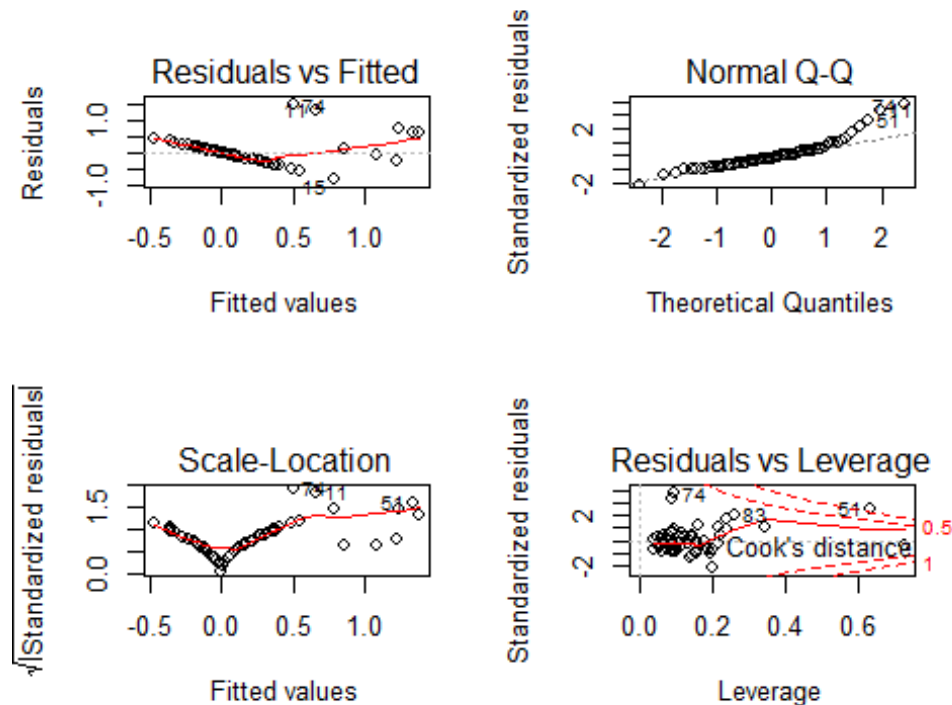 Residuals vs Fitted
Residuals
1.0
-1.0
74
11
15
-0.5 0.0 0.5 1.0
Fitted values
Normal Q-Q
Standardized residuals
2
-2
74
11
51
-2 -1 0 1 2
Theoretical Quantiles
Scale-Location
√|Standardized residuals|
1.5
0.0
74
11
51
-0.5 0.0 0.5 1.0
Fitted values
Residuals vs Leverage
Standardized residuals
2
-2
74
83
51
Cook's distance
0.5
1
0.0 0.2 0.4 0.6
Leverage